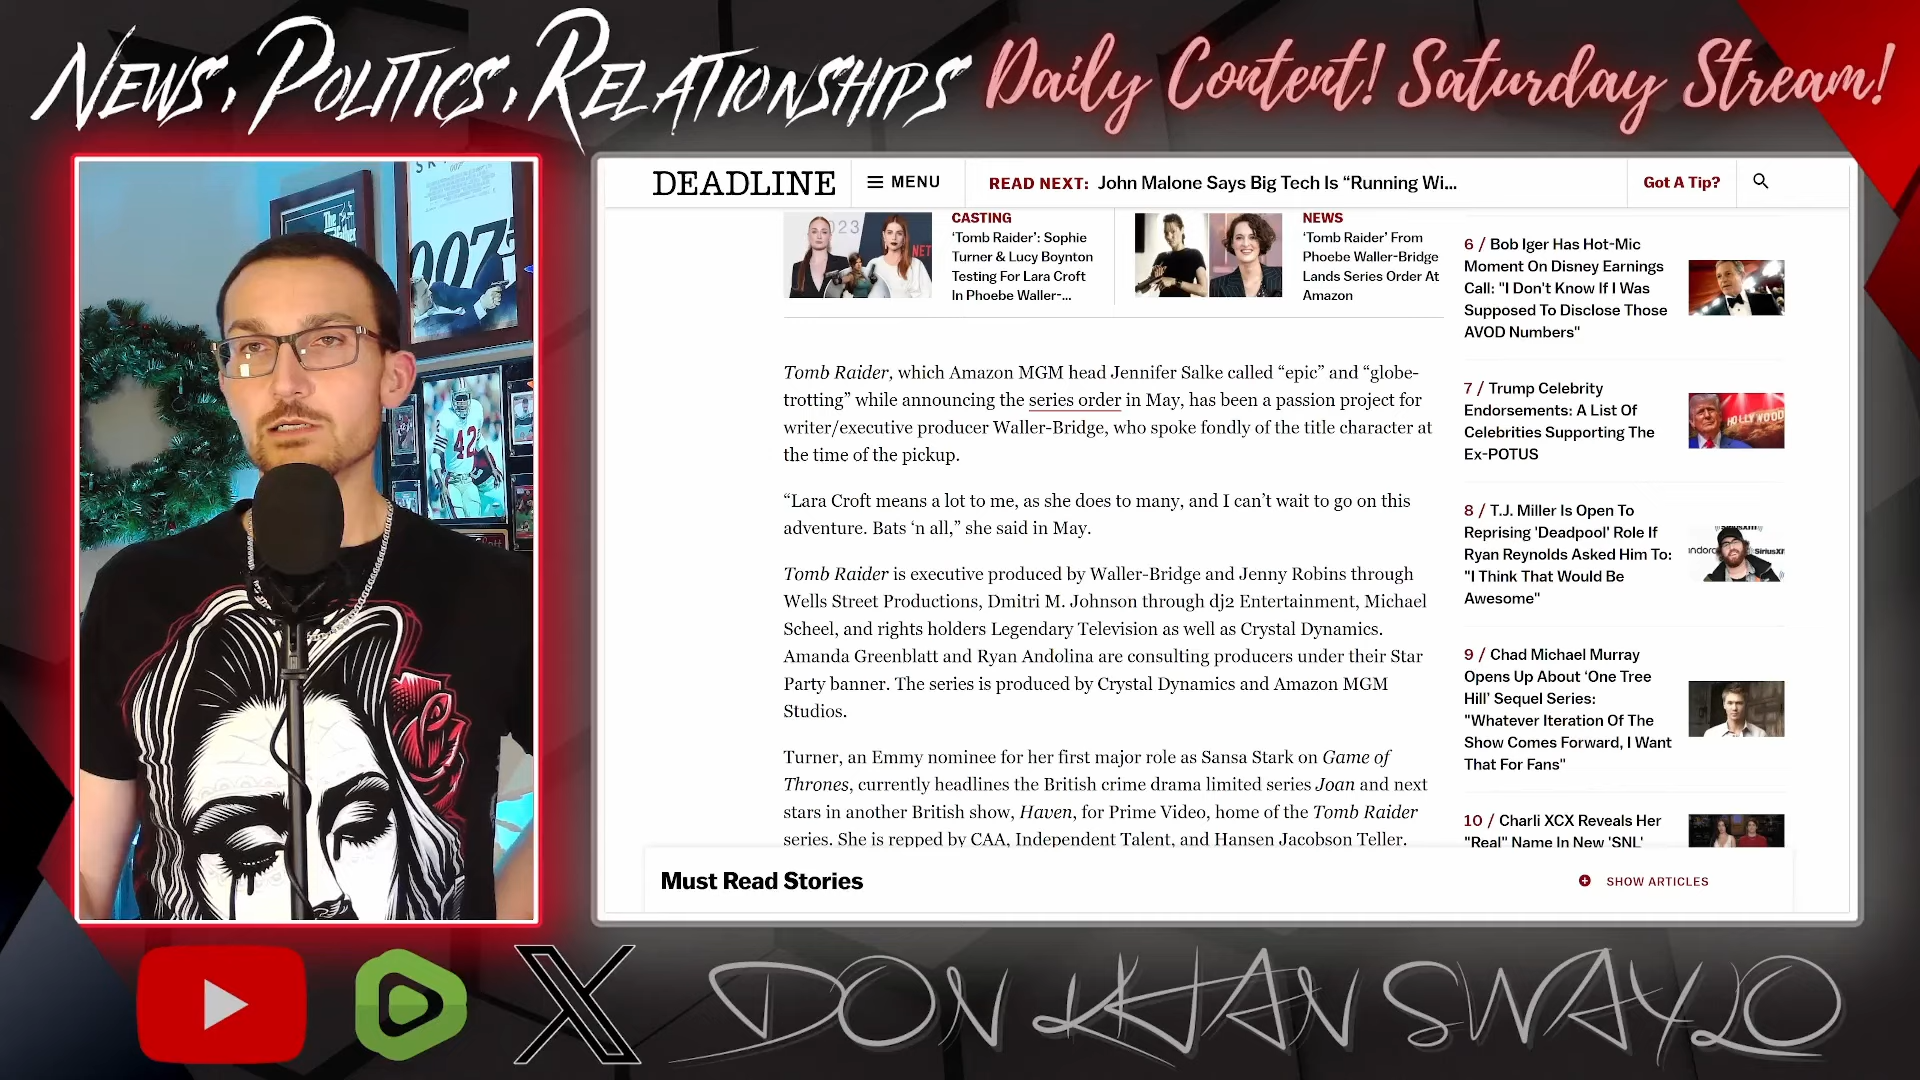 NEWS, POLITICS, RELATIONSHIPS
Daily Content! Saturday Stream!
DEADLINE
MENU
READ NEXT: John Malone Says Big Tech Is “Running Wi...
Got A Tip?
CASTING
‘Tomb Raider’: Sophie
Turner & Lucy Boynton
Testing For Lara Croft
In Phoebe Waller-...
NEWS
‘Tomb Raider’ From
Phoebe Waller-Bridge
Lands Series Order At
Amazon
Tomb Raider, which Amazon MGM head Jennifer Salke called “epic” and “globe-
trotting” while announcing the series order in May, has been a passion project for
writer/executive producer Waller-Bridge, who spoke fondly of the title character at
the time of the pickup.
“Lara Croft means a lot to me, as she does to many, and I can’t wait to go on this
adventure. Bats ‘n all,” she said in May.
Tomb Raider is executive produced by Waller-Bridge and Jenny Robins through
Wells Street Productions, Dmitri M. Johnson through dj2 Entertainment, Michael
Scheel, and rights holders Legendary Television as well as Crystal Dynamics.
Amanda Greenblatt and Ryan Andolina are consulting producers under their Star
Party banner. The series is produced by Crystal Dynamics and Amazon MGM
Studios.
Turner, an Emmy nominee for her first major role as Sansa Stark on Game of
Thrones, currently headlines the British crime drama limited series Joan and next
stars in another British show, Haven, for Prime Video, home of the Tomb Raider
series. She is repped by CAA, Independent Talent, and Hansen Jacobson Teller.
6 / Bob Iger Has Hot-Mic
Moment On Disney Earnings
Call: "I Don't Know If I Was
Supposed To Disclose Those
AVOD Numbers"
7 / Trump Celebrity
Endorsements: A List Of
Celebrities Supporting The
Ex-POTUS
HOLLYWOOD
8 / T.J. Miller Is Open To
Reprising 'Deadpool' Role If
Ryan Reynolds Asked Him To:
"I Think That Would Be
Awesome"
9 / Chad Michael Murray
Opens Up About ‘One Tree
Hill’ Sequel Series:
"Whatever Iteration Of The
Show Comes Forward, I Want
That For Fans"
10 / Charli XCX Reveals Her
"Real" Name In New 'SNL'
Must Read Stories
SHOW ARTICLES
007
42
The
DON KHAN SWAYLO